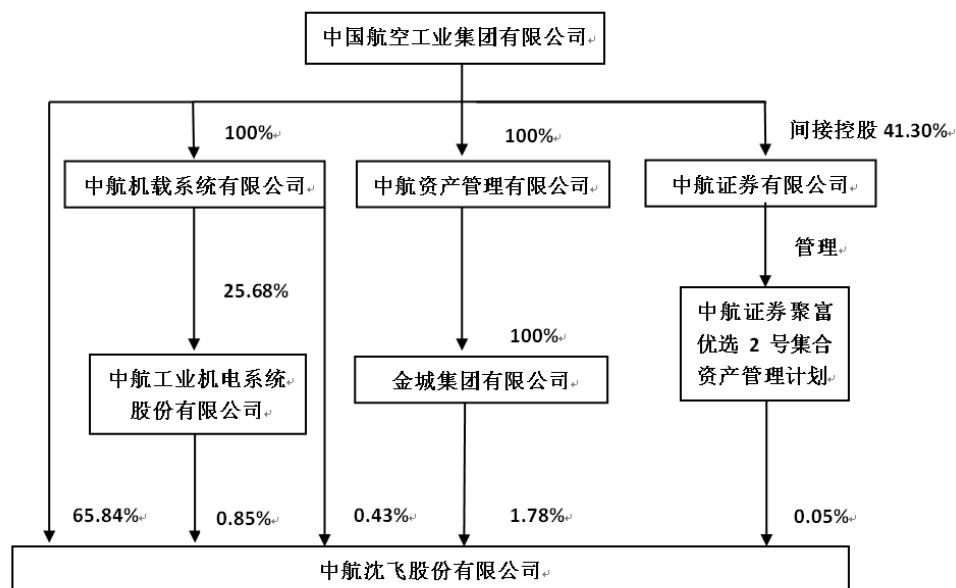 中国航空工业集团有限公司
100%
100%
间接控股 41.30%
中航机载系统有限公司
中航资产管理有限公司
中航证券有限公司
管理
25.68%
100%
中航证券聚富
优选 2 号集合
资产管理计划
中航工业机电系统
股份有限公司
金城集团有限公司
65.84%
0.85%
0.43%
1.78%
0.05%
中航沈飞股份有限公司